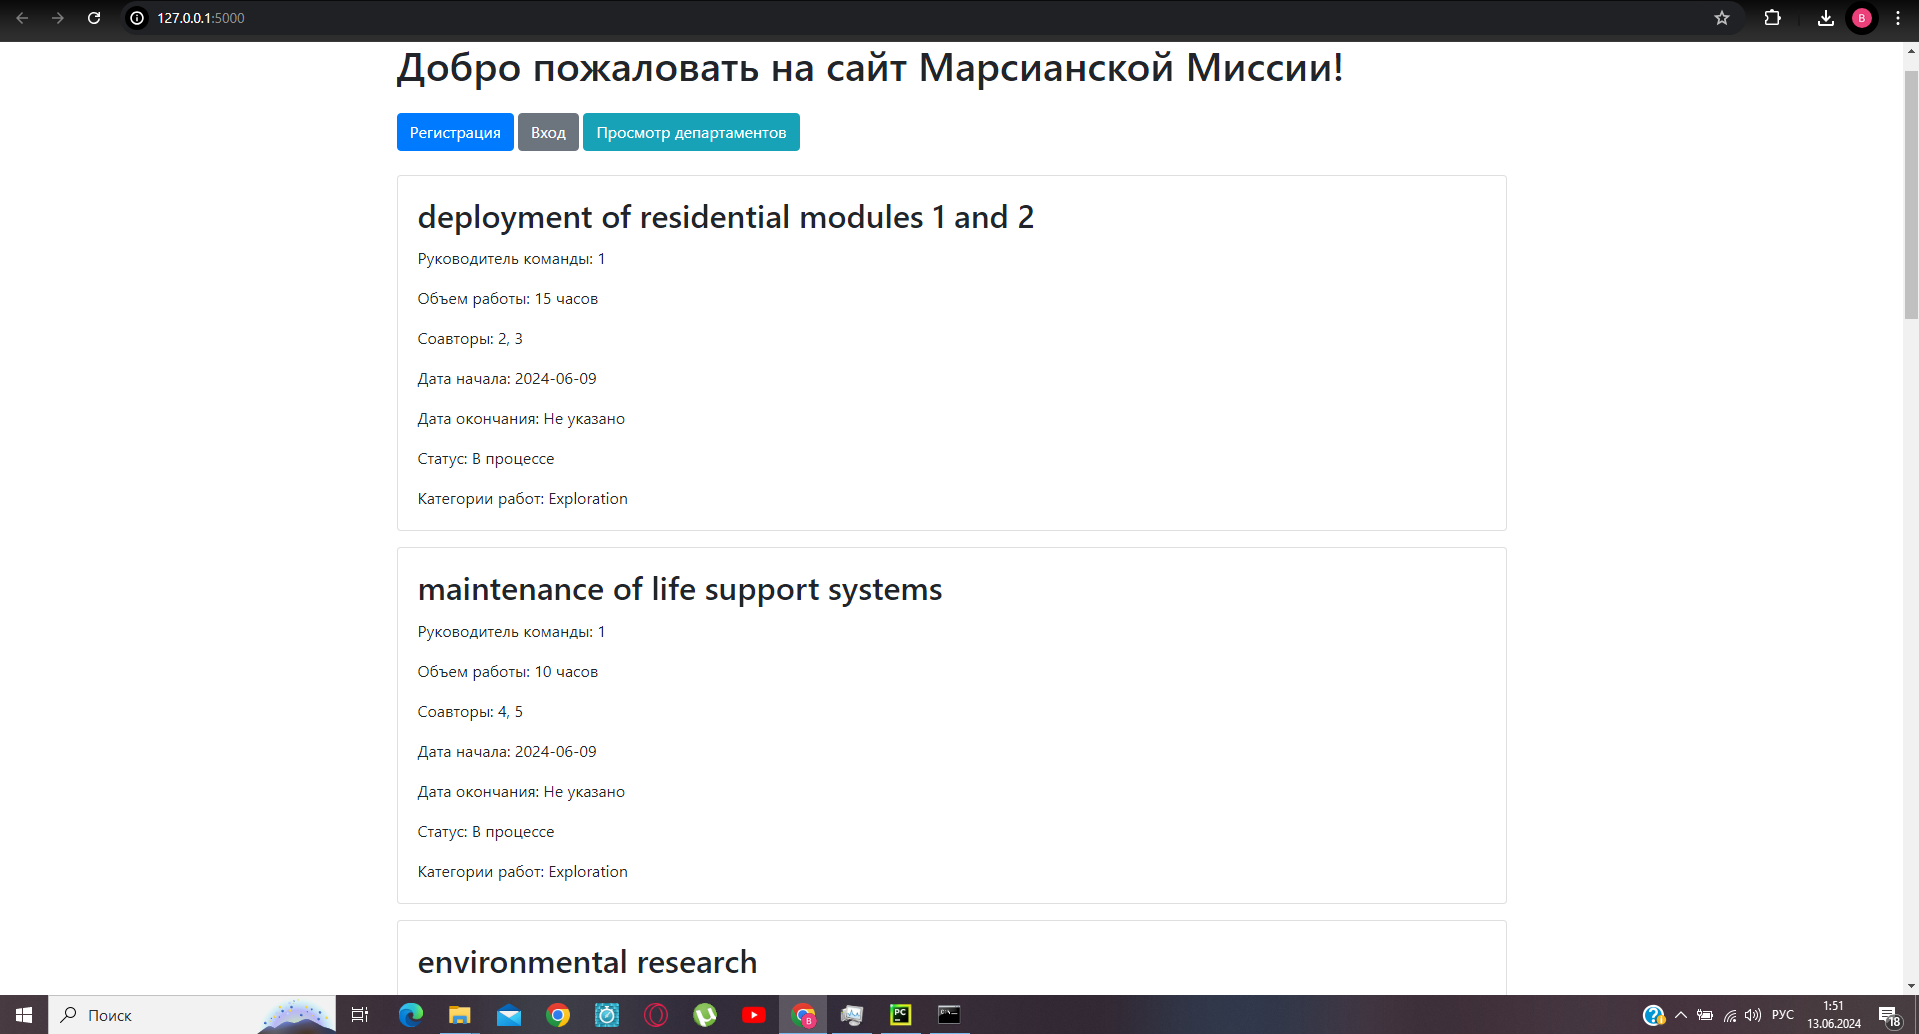 127.0.0.1:5000
B
Добро пожаловать на сайт Марсианской Миссии!
Регистрация Вход Просмотр департаментов
deployment of residential modules 1 and 2
Руководитель команды: 1
Объем работы: 15 часов
Соавторы: 2, 3
Дата начала: 2024-06-09
Дата окончания: Не указано
Статус: В процессе
Категории работ: Exploration
maintenance of life support systems
Руководитель команды: 1
Объем работы: 10 часов
Соавторы: 4, 5
Дата начала: 2024-06-09
Дата окончания: Не указано
Статус: В процессе
Категории работ: Exploration
environmental research
Поиск
B
PC
РУС
1:51
13.06.2024
18